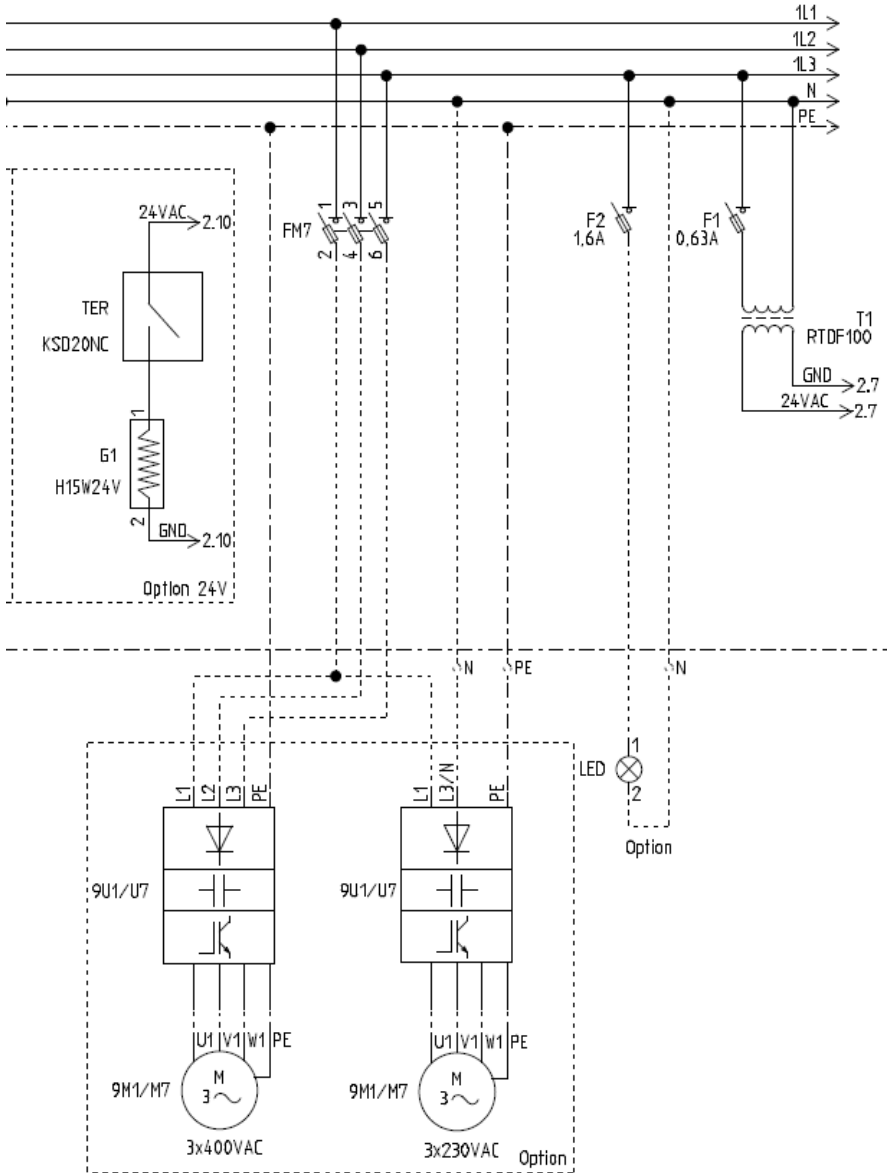 1L1
1L2
1L3
N
PE
24VAC
2.10
TER
KSD20NC
1
G1
H15W24V
2
GND
2.10
Option 24V
FM7
1
3
5
2
4
6
F2
1,6A
F1
0,63A
T1
RTDF100
GND
2.7
24VAC
2.7
N
PE
N
LED
1
2
Option
L1
L2
L3
PE
L1
L3/N
PE
9U1/U7
9U1/U7
U1
V1
W1
PE
U1
V1
W1
PE
9M1/M7
M
3
9M1/M7
M
3
3x400VAC
3x230VAC
Option